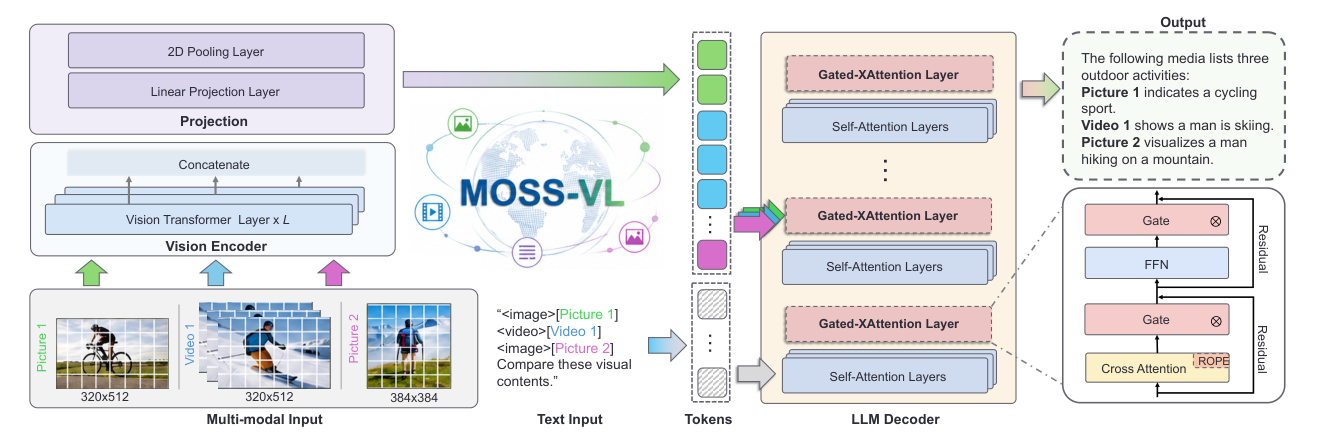 2D Pooling Layer
Linear Projection Layer
Projection
Concatenate
Vision Transformer Layer x L
Vision Encoder
Picture 1
Video 1
Picture 2
320x512
320x512
384x384
Multi-modal Input
MOSS-VL
“<image>[Picture 1]
<video>[Video 1]
<image>[Picture 2]
Compare these visual
contents.”
Text Input
Tokens
Gated-XAttention Layer
Self-Attention Layers
Gated-XAttention Layer
Self-Attention Layers
Gated-XAttention Layer
Self-Attention Layers
LLM Decoder
Output
The following media lists three
outdoor activities:
Picture 1 indicates a cycling
sport.
Video 1 shows a man is skiing.
Picture 2 visualizes a man
hiking on a mountain.
Gate
FFN
Residual
Gate
Cross Attention
ROPE
Residual